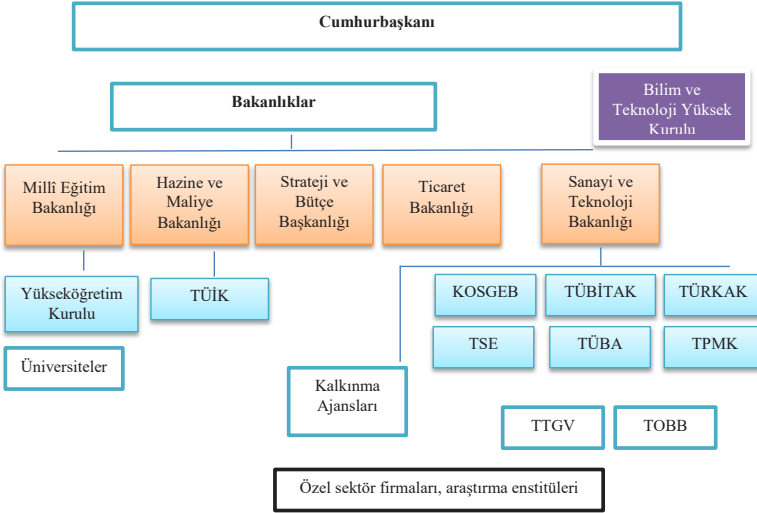 Cumhurbaşkanı
Bakanlıklar
Bilim ve
Teknoloji Yüksek
Kurulu
Millî Eğitim
Bakanlığı
Hazine ve
Maliye
Bakanlığı
Strateji ve
Bütçe
Başkanlığı
Ticaret
Bakanlığı
Sanayi ve
Teknoloji
Bakanlığı
Yükseköğretim
Kurulu
TÜİK
KOSGEB
TÜBİTAK
TÜRKAK
TSE
TÜBA
TPMK
Üniversiteler
Kalkınma
Ajansları
TTGV
TOBB
Özel sektör firmaları, araştırma enstitüleri